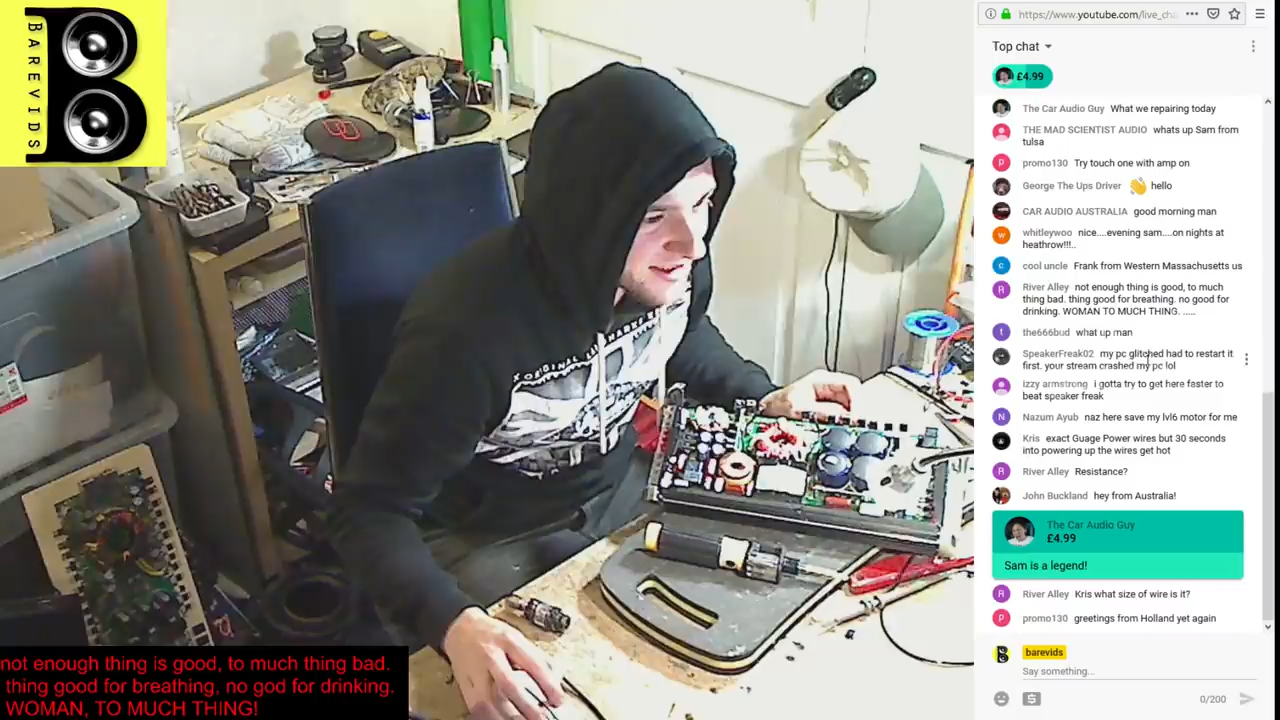 BAREVIDS
https://www.youtube.com/live_cha
Top chat
£4.99
The Car Audio Guy What we repairing today
THE MAD SCIENTIST AUDIO whats up Sam from
tulsa
promo130 Try touch one with amp on
George The Ups Driver hello
CAR AUDIO AUSTRALIA good morning man
whitleywoo nice....evening sam....on nights at
heathrow!!!..
cool uncle Frank from Western Massachusetts us
River Alley not enough thing is good, to much
thing bad. thing good for breathing. no good for
drinking. WOMAN TO MUCH THING. .....
the666bud what up man
SpeakerFreak02 my pc glitched had to restart it
first. your stream crashed my pc lol
izzy armstrong i gotta try to get here faster to
beat speaker freak
Nazum Ayub naz here save my lvl6 motor for me
Kris exact Guage Power wires but 30 seconds
into powering up the wires get hot
River Alley Resistance?
John Buckland hey from Australia!
The Car Audio Guy
£4.99
Sam is a legend!
River Alley Kris what size of wire is it?
promo130 greetings from Holland yet again
barevids
Say something...
0/200
not enough thing is good, to much thing bad.
thing good for breathing, no god for drinking.
WOMAN, TO MUCH THING!